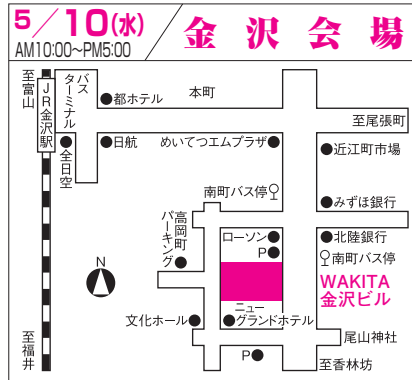 5／10(水)
AM10:00〜PM5:00
金沢会場
至富山
JR金沢駅
バス
ターミナル
全日空
都ホテル
本町
至尾張町
日航
めいてつエムプラザ
近江町市場
南町バス停
みずほ銀行
高岡町
パーキング
ローソン
P
北陸銀行
南町バス停
WAKITA
金沢ビル
N
ニュー
グランドホテル
文化ホール
尾山神社
至福井
P
至香林坊